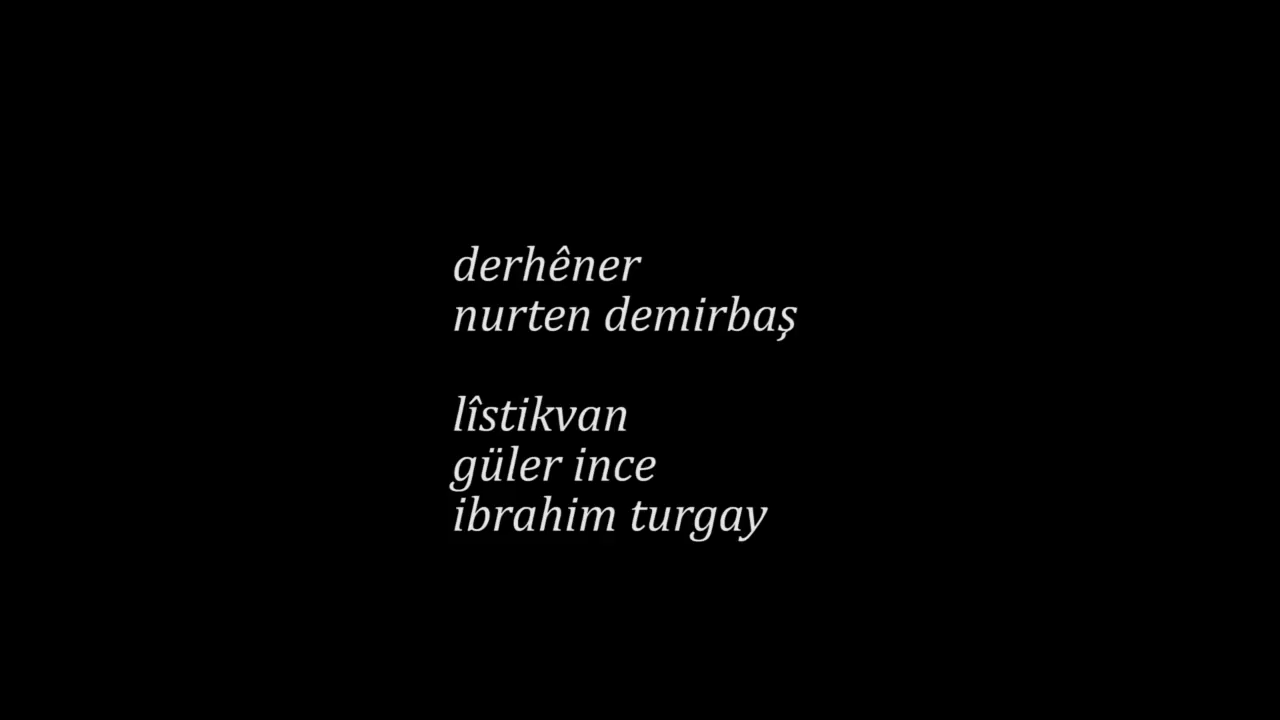 derhêner
nurten demirbaş
lîstikvan
güler ince
ibrahim turgay